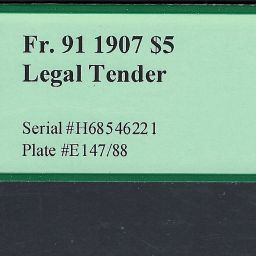 Fr. 91 1907 $5
Legal Tender
Serial #H68546221
Plate #E147/88